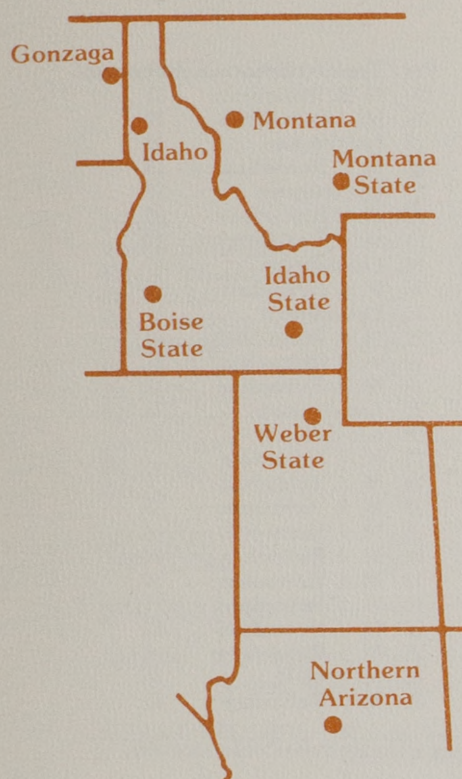 Gonzaga
Montana
Idaho
Montana
State
Idaho
State
Boise
State
Weber
State
Northern
Arizona